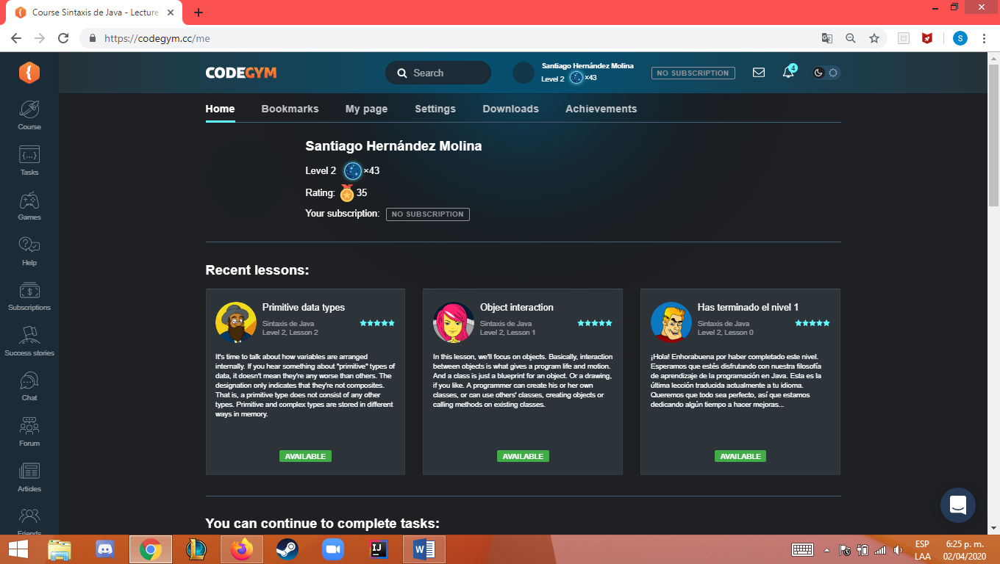 Course Sintaxis de Java - Lecture
https://codegym.cc/me
S
CODEGYM
Search
Santiago Hernández Molina
Level 2 ×43
NO SUBSCRIPTION
4
Home Bookmarks My page Settings Downloads Achievements
Course
Tasks
Games
Help
Subscriptions
Success stories
Chat
Forum
Articles
Friends
Santiago Hernández Molina
Level 2 ×43
Rating: 35
Your subscription: NO SUBSCRIPTION
Recent lessons:
Primitive data types
Sintaxis de Java
Level 2, Lesson 2
It's time to talk about how variables are arranged
internally. If you hear something about "primitive" types of
data, it doesn't mean they're any worse than others. The
designation only indicates that they're not composites.
That is, a primitive type does not consist of any other
types. Primitive and complex types are stored in different
ways in memory.
AVAILABLE
Object interaction
Sintaxis de Java
Level 2, Lesson 1
In this lesson, we'll focus on objects. Basically, interaction
between objects is what gives a program life and motion.
And a class is just a blueprint for an object. Or a drawing,
if you like. A programmer can create his or her own
classes, or can use others' classes, creating objects or
calling methods on existing classes.
AVAILABLE
Has terminado el nivel 1
Sintaxis de Java
Level 2, Lesson 0
¡Hola! Enhorabuena por haber completado este nivel.
Esperamos que estés disfrutando con nuestra filosofía
de aprendizaje de la programación en Java. Esta es la
última lección traducida actualmente a tu idioma.
Queremos que todo sea perfecto, así que estamos
dedicando algún tiempo a hacer mejoras...
AVAILABLE
You can continue to complete tasks:
IJ
W
ESP
LAA
6:25 p. m.
02/04/2020